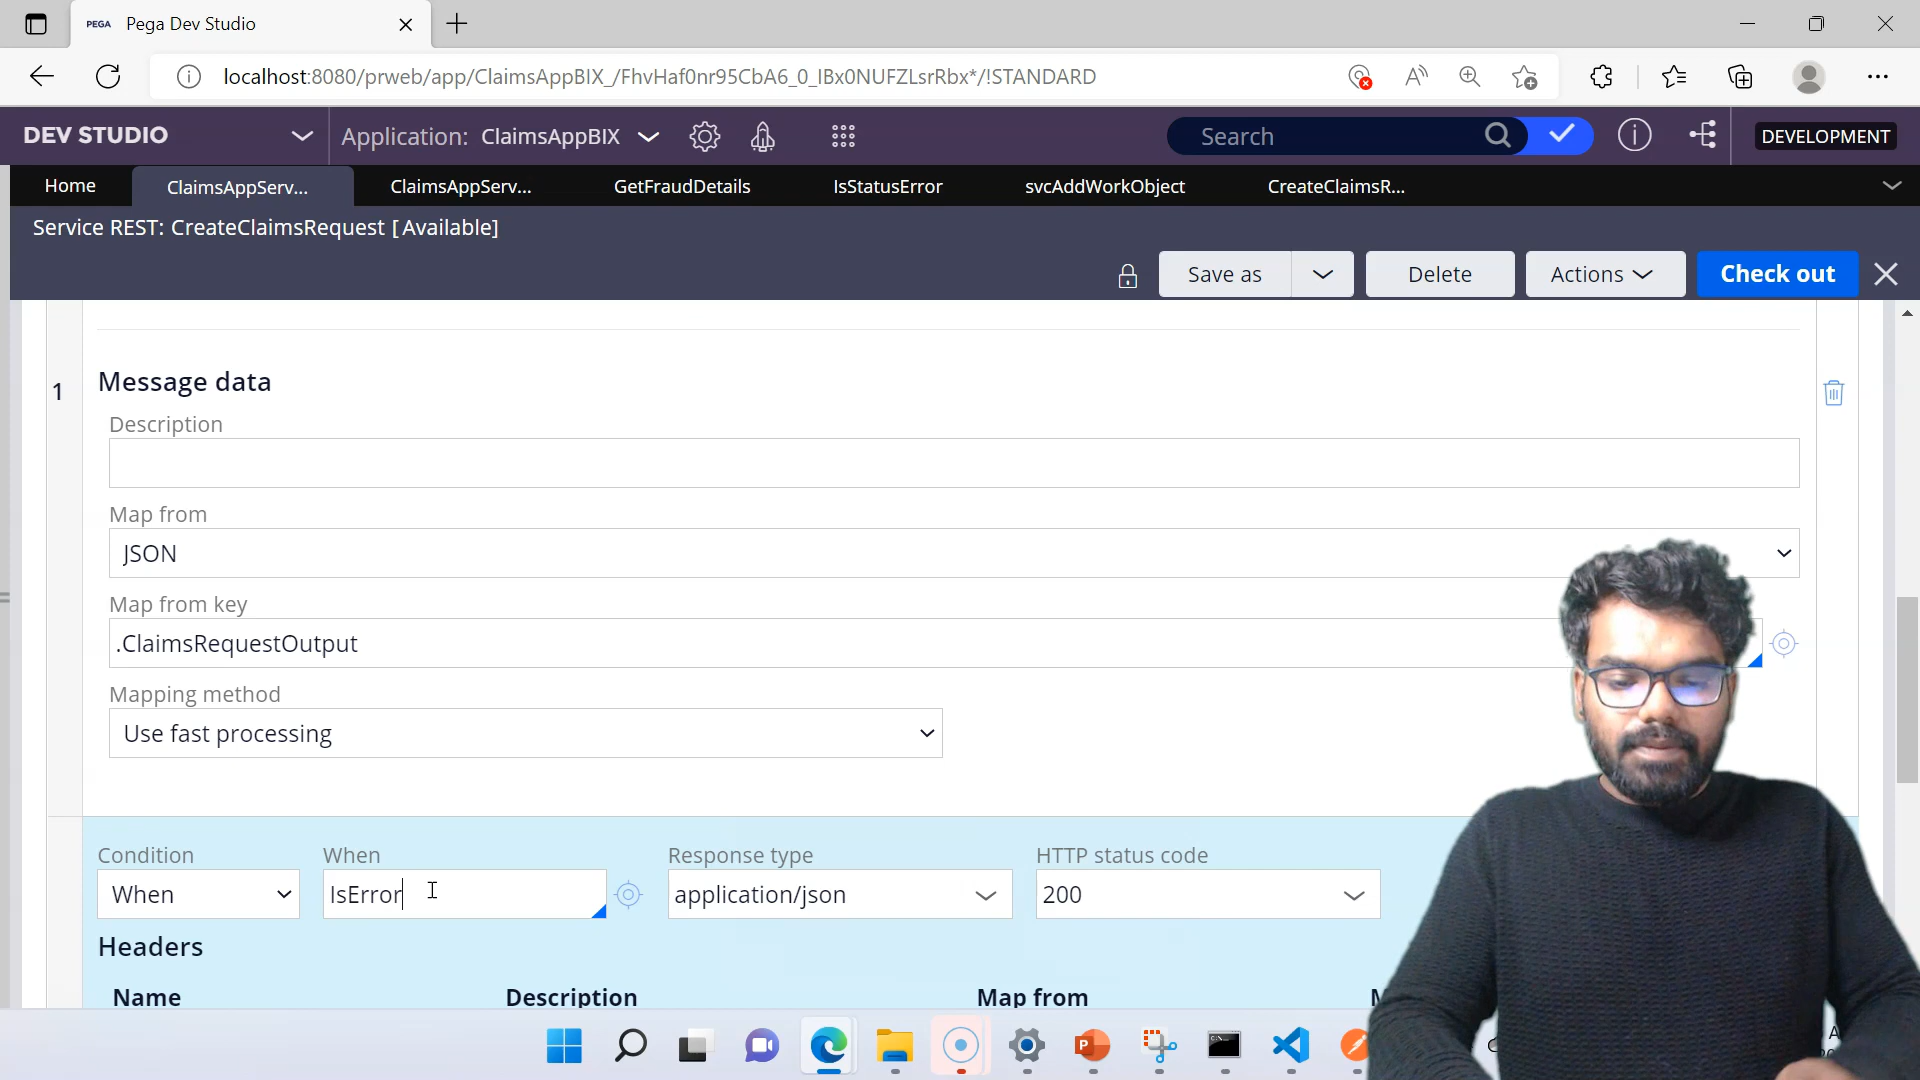 PEGA Pega Dev Studio
localhost:8080/prweb/app/ClaimsAppBIX_/FhvHaf0nr95CbA6_0_IBx0NUFZLsrRbx*/!STANDARD
DEV STUDIO Application: ClaimsAppBIX Search DEVELOPMENT
Home ClaimsAppServ... ClaimsAppServ... GetFraudDetails IsStatusError svcAddWorkObject CreateClaimsR...
Service REST: CreateClaimsRequest [Available]
Save as Delete Actions Check out
1 Message data
Description
Map from
JSON
Map from key
.ClaimsRequestOutput
Mapping method
Use fast processing
Condition When Response type HTTP status code
When IsError application/json 200
Headers
Name Description Map from